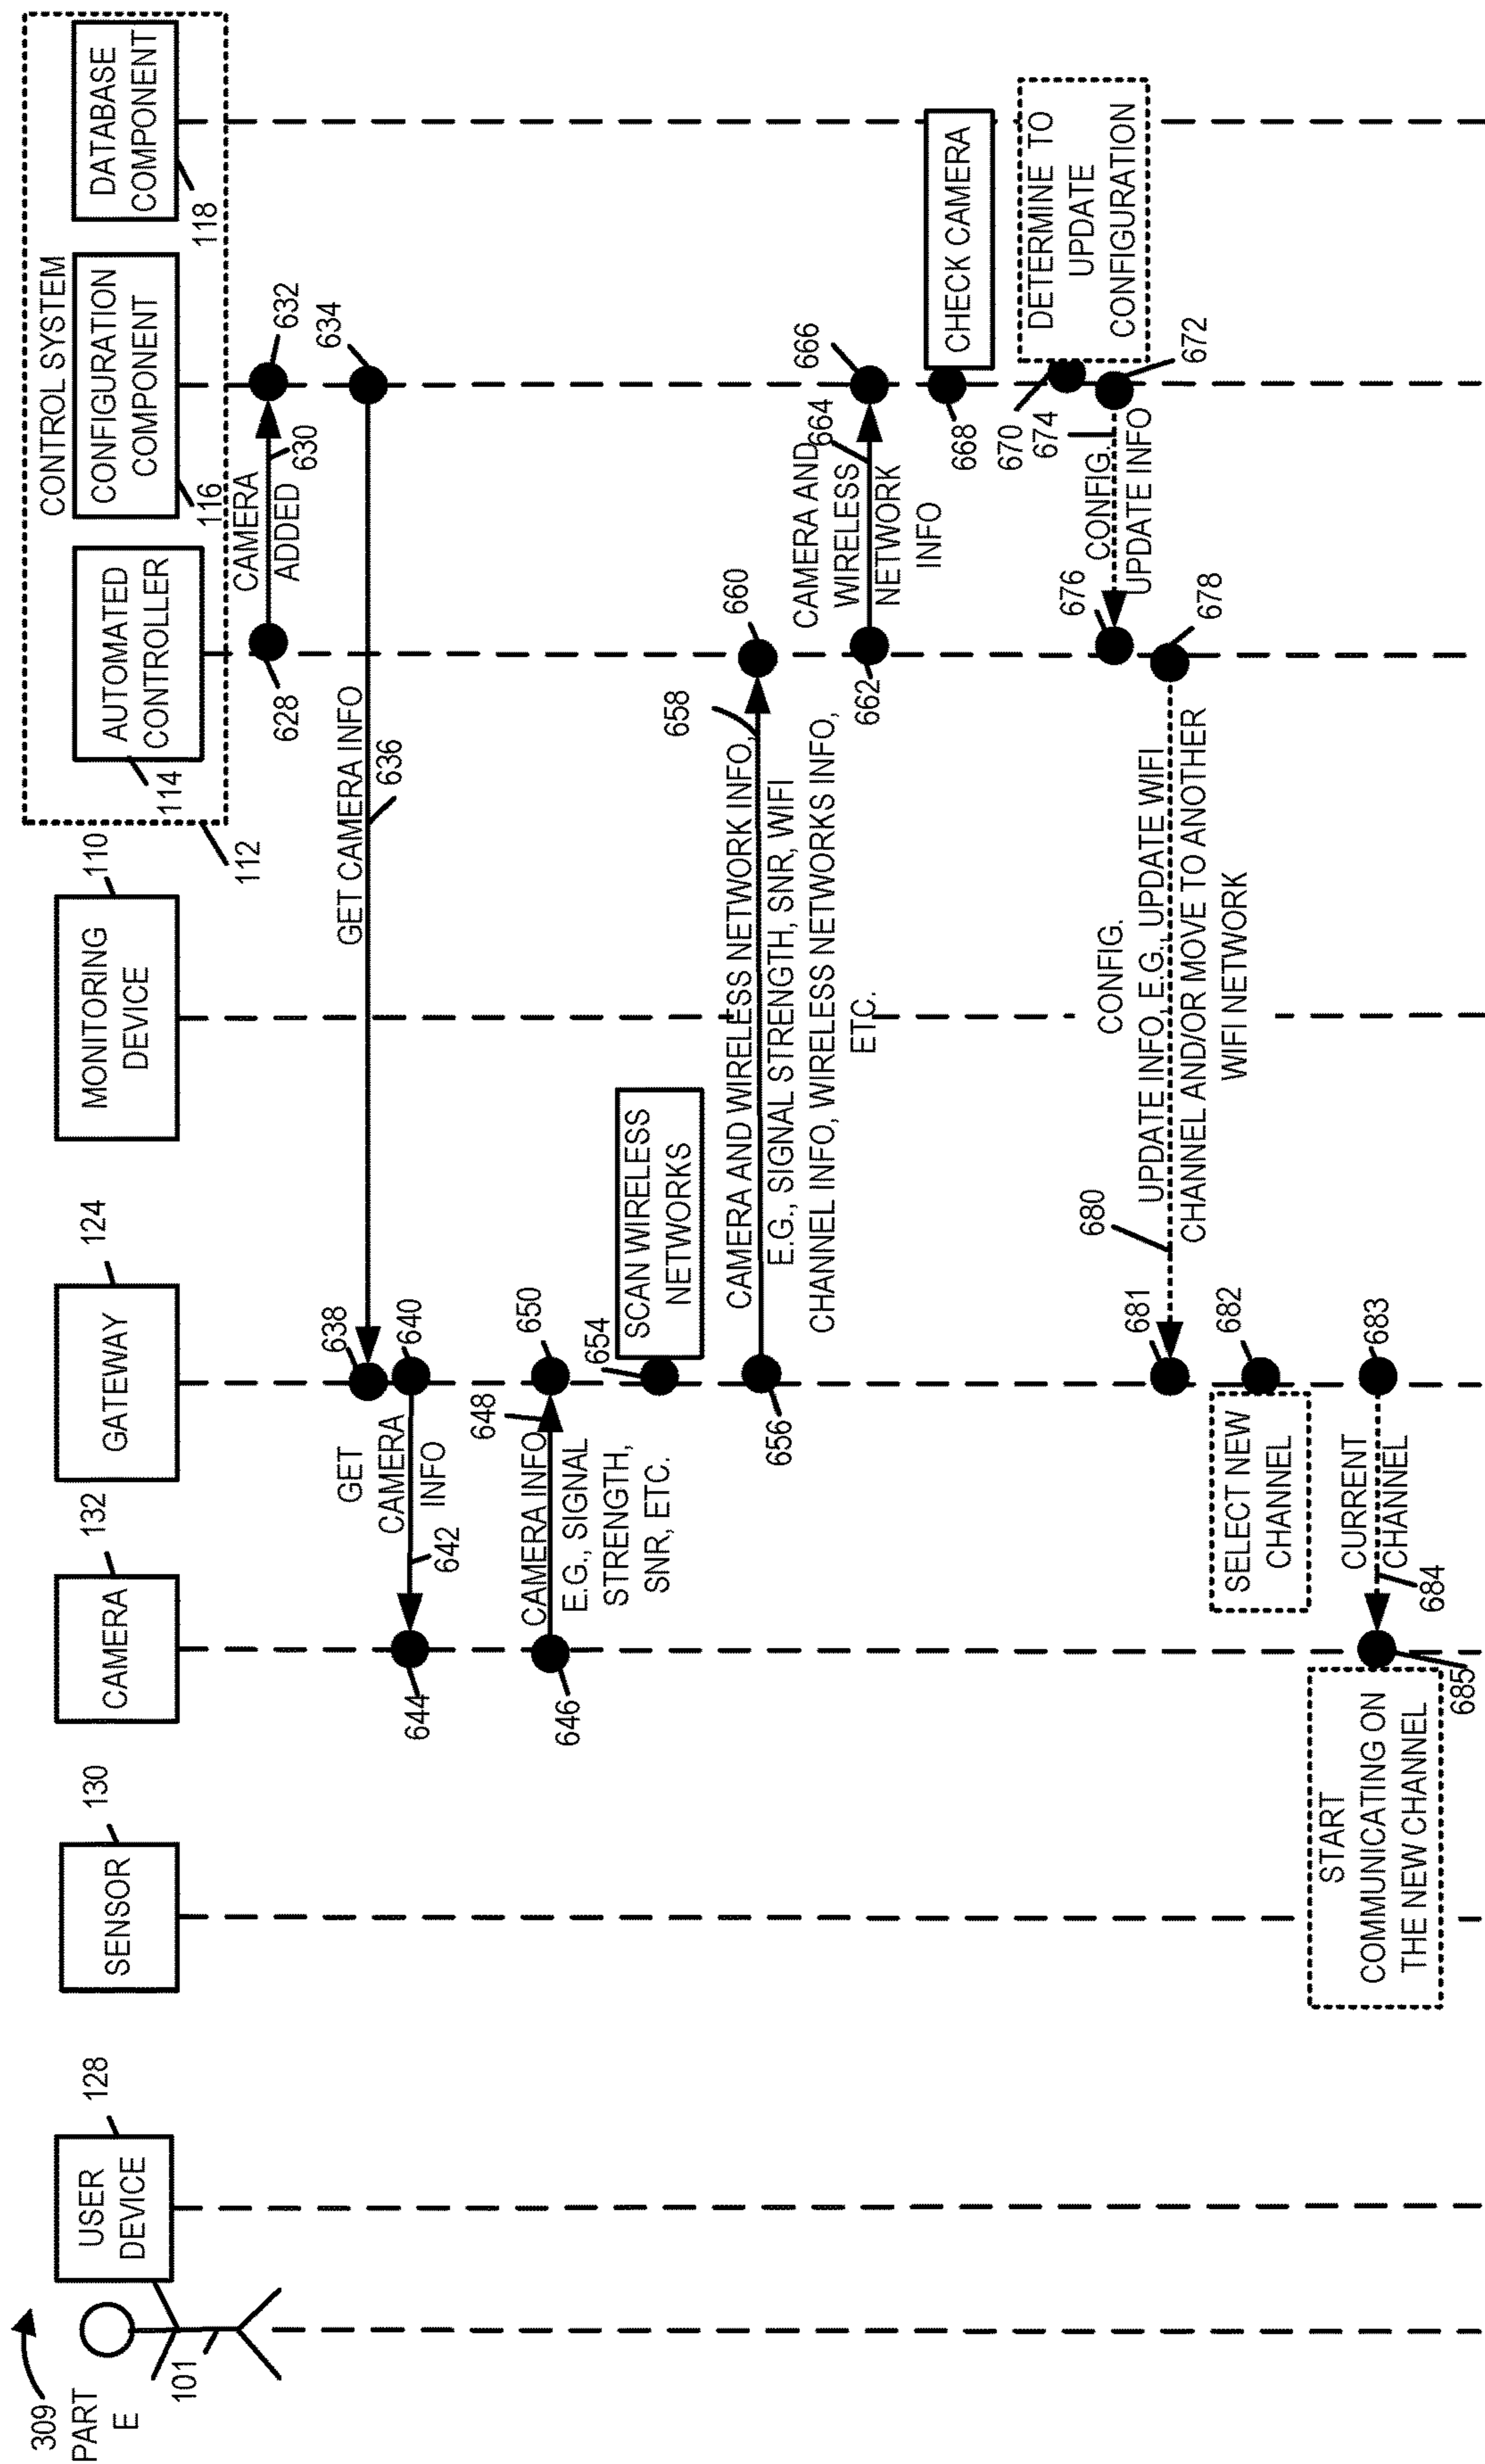 309
PART
E
101
USER
DEVICE
128
SENSOR
130
CAMERA
132
GATEWAY
124
MONITORING
DEVICE
110
CONTROL SYSTEM
112
AUTOMATED
CONTROLLER
114
CONFIGURATION
COMPONENT
116
DATABASE
COMPONENT
118
628
CAMERA
ADDED
630
632
634
GET CAMERA INFO
636
638
640
GET
CAMERA
INFO
642
644
646
CAMERA INFO
E.G., SIGNAL
STRENGTH,
SNR, ETC.
648
650
654
SCAN WIRELESS
NETWORKS
656
CAMERA AND WIRELESS NETWORK INFO,
E.G., SIGNAL STRENGTH, SNR, WIFI
CHANNEL INFO, WIRELESS NETWORKS INFO,
ETC.
658
660
662
CAMERA AND
WIRELESS
NETWORK
INFO
664
666
668
CHECK CAMERA
670
DETERMINE TO
UPDATE
CONFIGURATION
672
674
CONFIG.
UPDATE INFO
676
678
CONFIG.
UPDATE INFO, E.G., UPDATE WIFI
CHANNEL AND/OR MOVE TO ANOTHER
WIFI NETWORK
680
681
682
SELECT NEW
CHANNEL
683
CURRENT
CHANNEL
684
685
START
COMMUNICATING ON
THE NEW CHANNEL